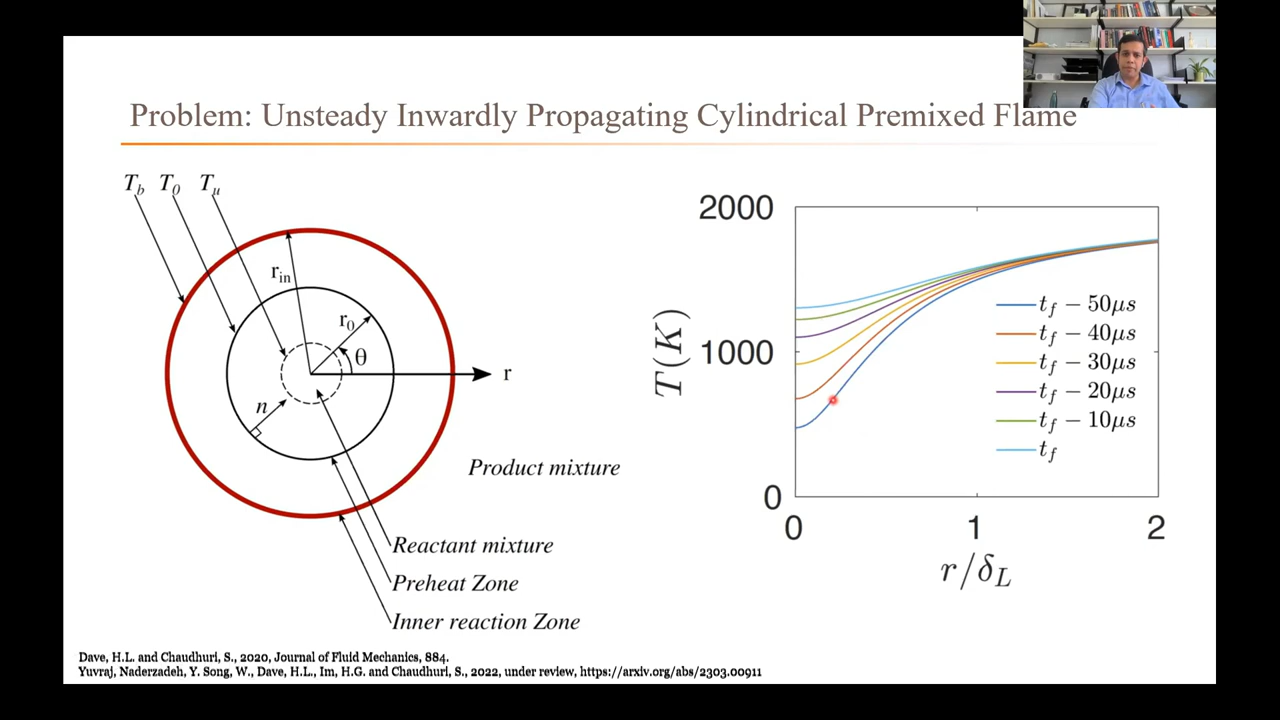 Problem: Unsteady Inwardly Propagating Cylindrical Premixed Flame
T_b T_0 T_u
r_in
r_0
θ
r
n
Product mixture
Reactant mixture
Preheat Zone
Inner reaction Zone
2000
1000
0
T(K)
0 1 2
r/δ_L
t_f − 50μs
t_f − 40μs
t_f − 30μs
t_f − 20μs
t_f − 10μs
t_f
Dave, H.L. and Chaudhuri, S., 2020, Journal of Fluid Mechanics, 884.
Yuvraj, Naderzadeh, Y. Song, W., Dave, H.L., Im, H.G. and Chaudhuri, S., 2022, under review, https://arxiv.org/abs/2303.00911